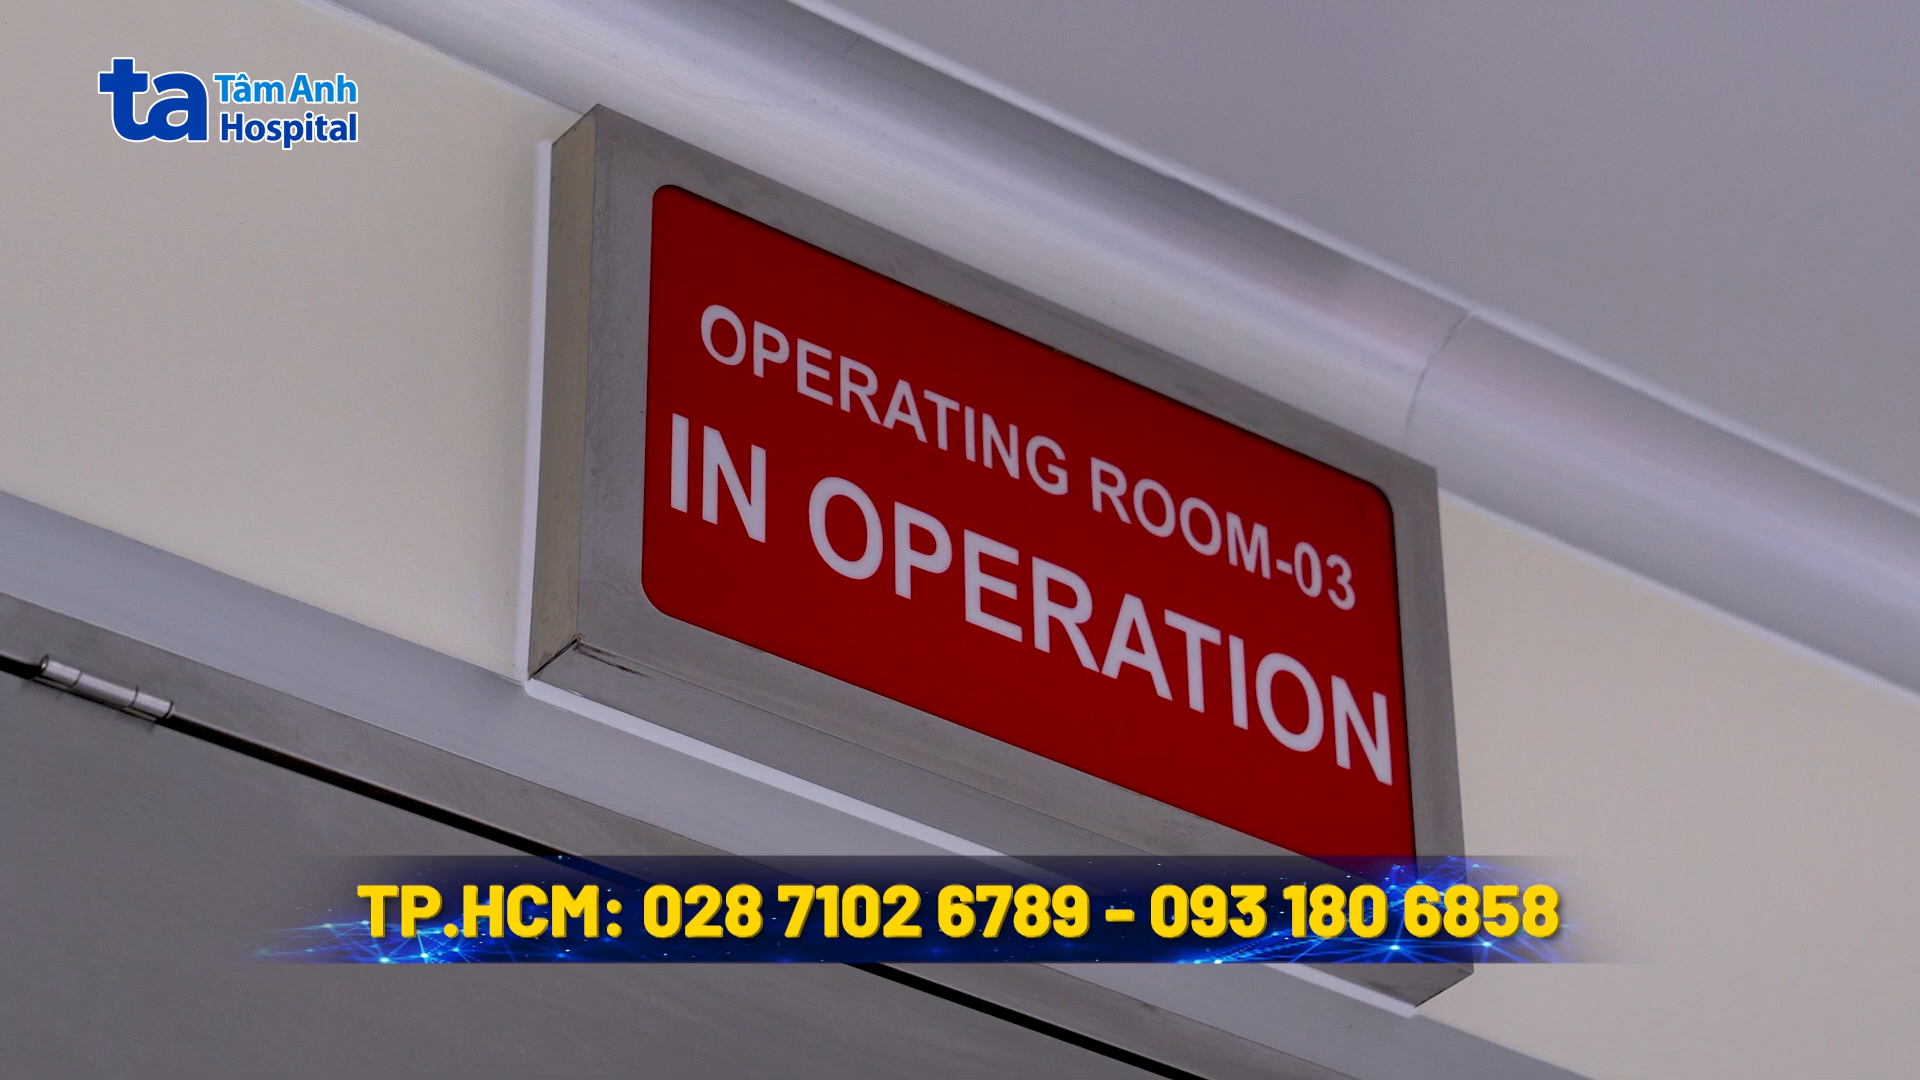 ta Tâm Anh
Hospital
OPERATING ROOM-03
IN OPERATION
TP.HCM: 028 7102 6789 - 093 180 6858